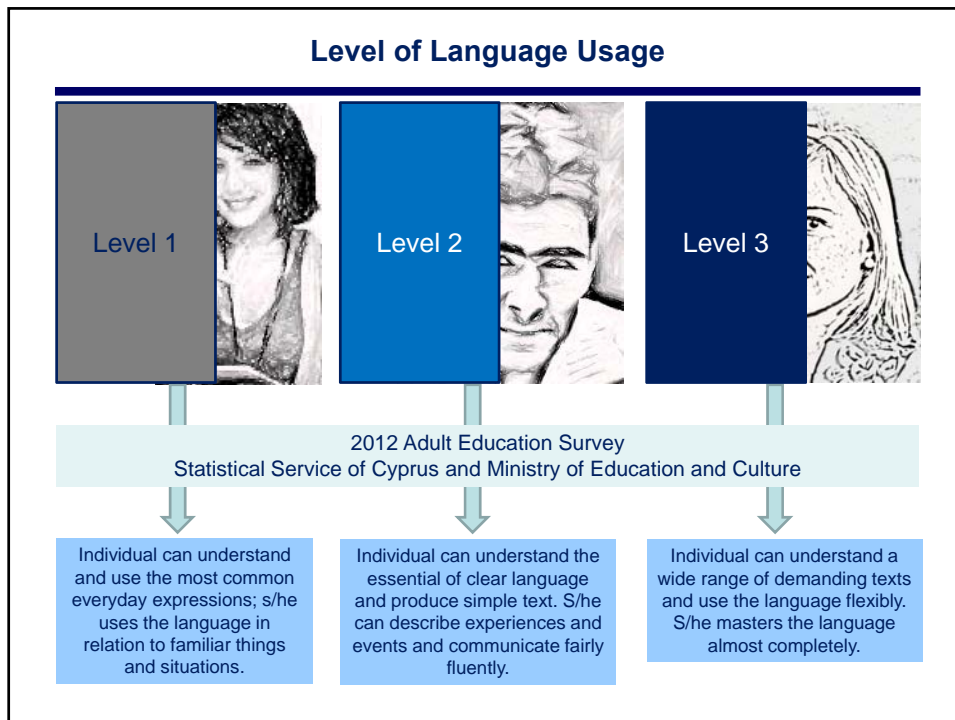 Level of Language Usage
Level 1
Level 2
Level 3
2012 Adult Education Survey
Statistical Service of Cyprus and Ministry of Education and Culture
Individual can understand
and use the most common
everyday expressions; s/he
uses the language in
relation to familiar things
and situations.
Individual can understand the
essential of clear language
and produce simple text. S/he
can describe experiences and
events and communicate fairly
fluently.
Individual can understand a
wide range of demanding texts
and use the language flexibly.
S/he masters the language
almost completely.